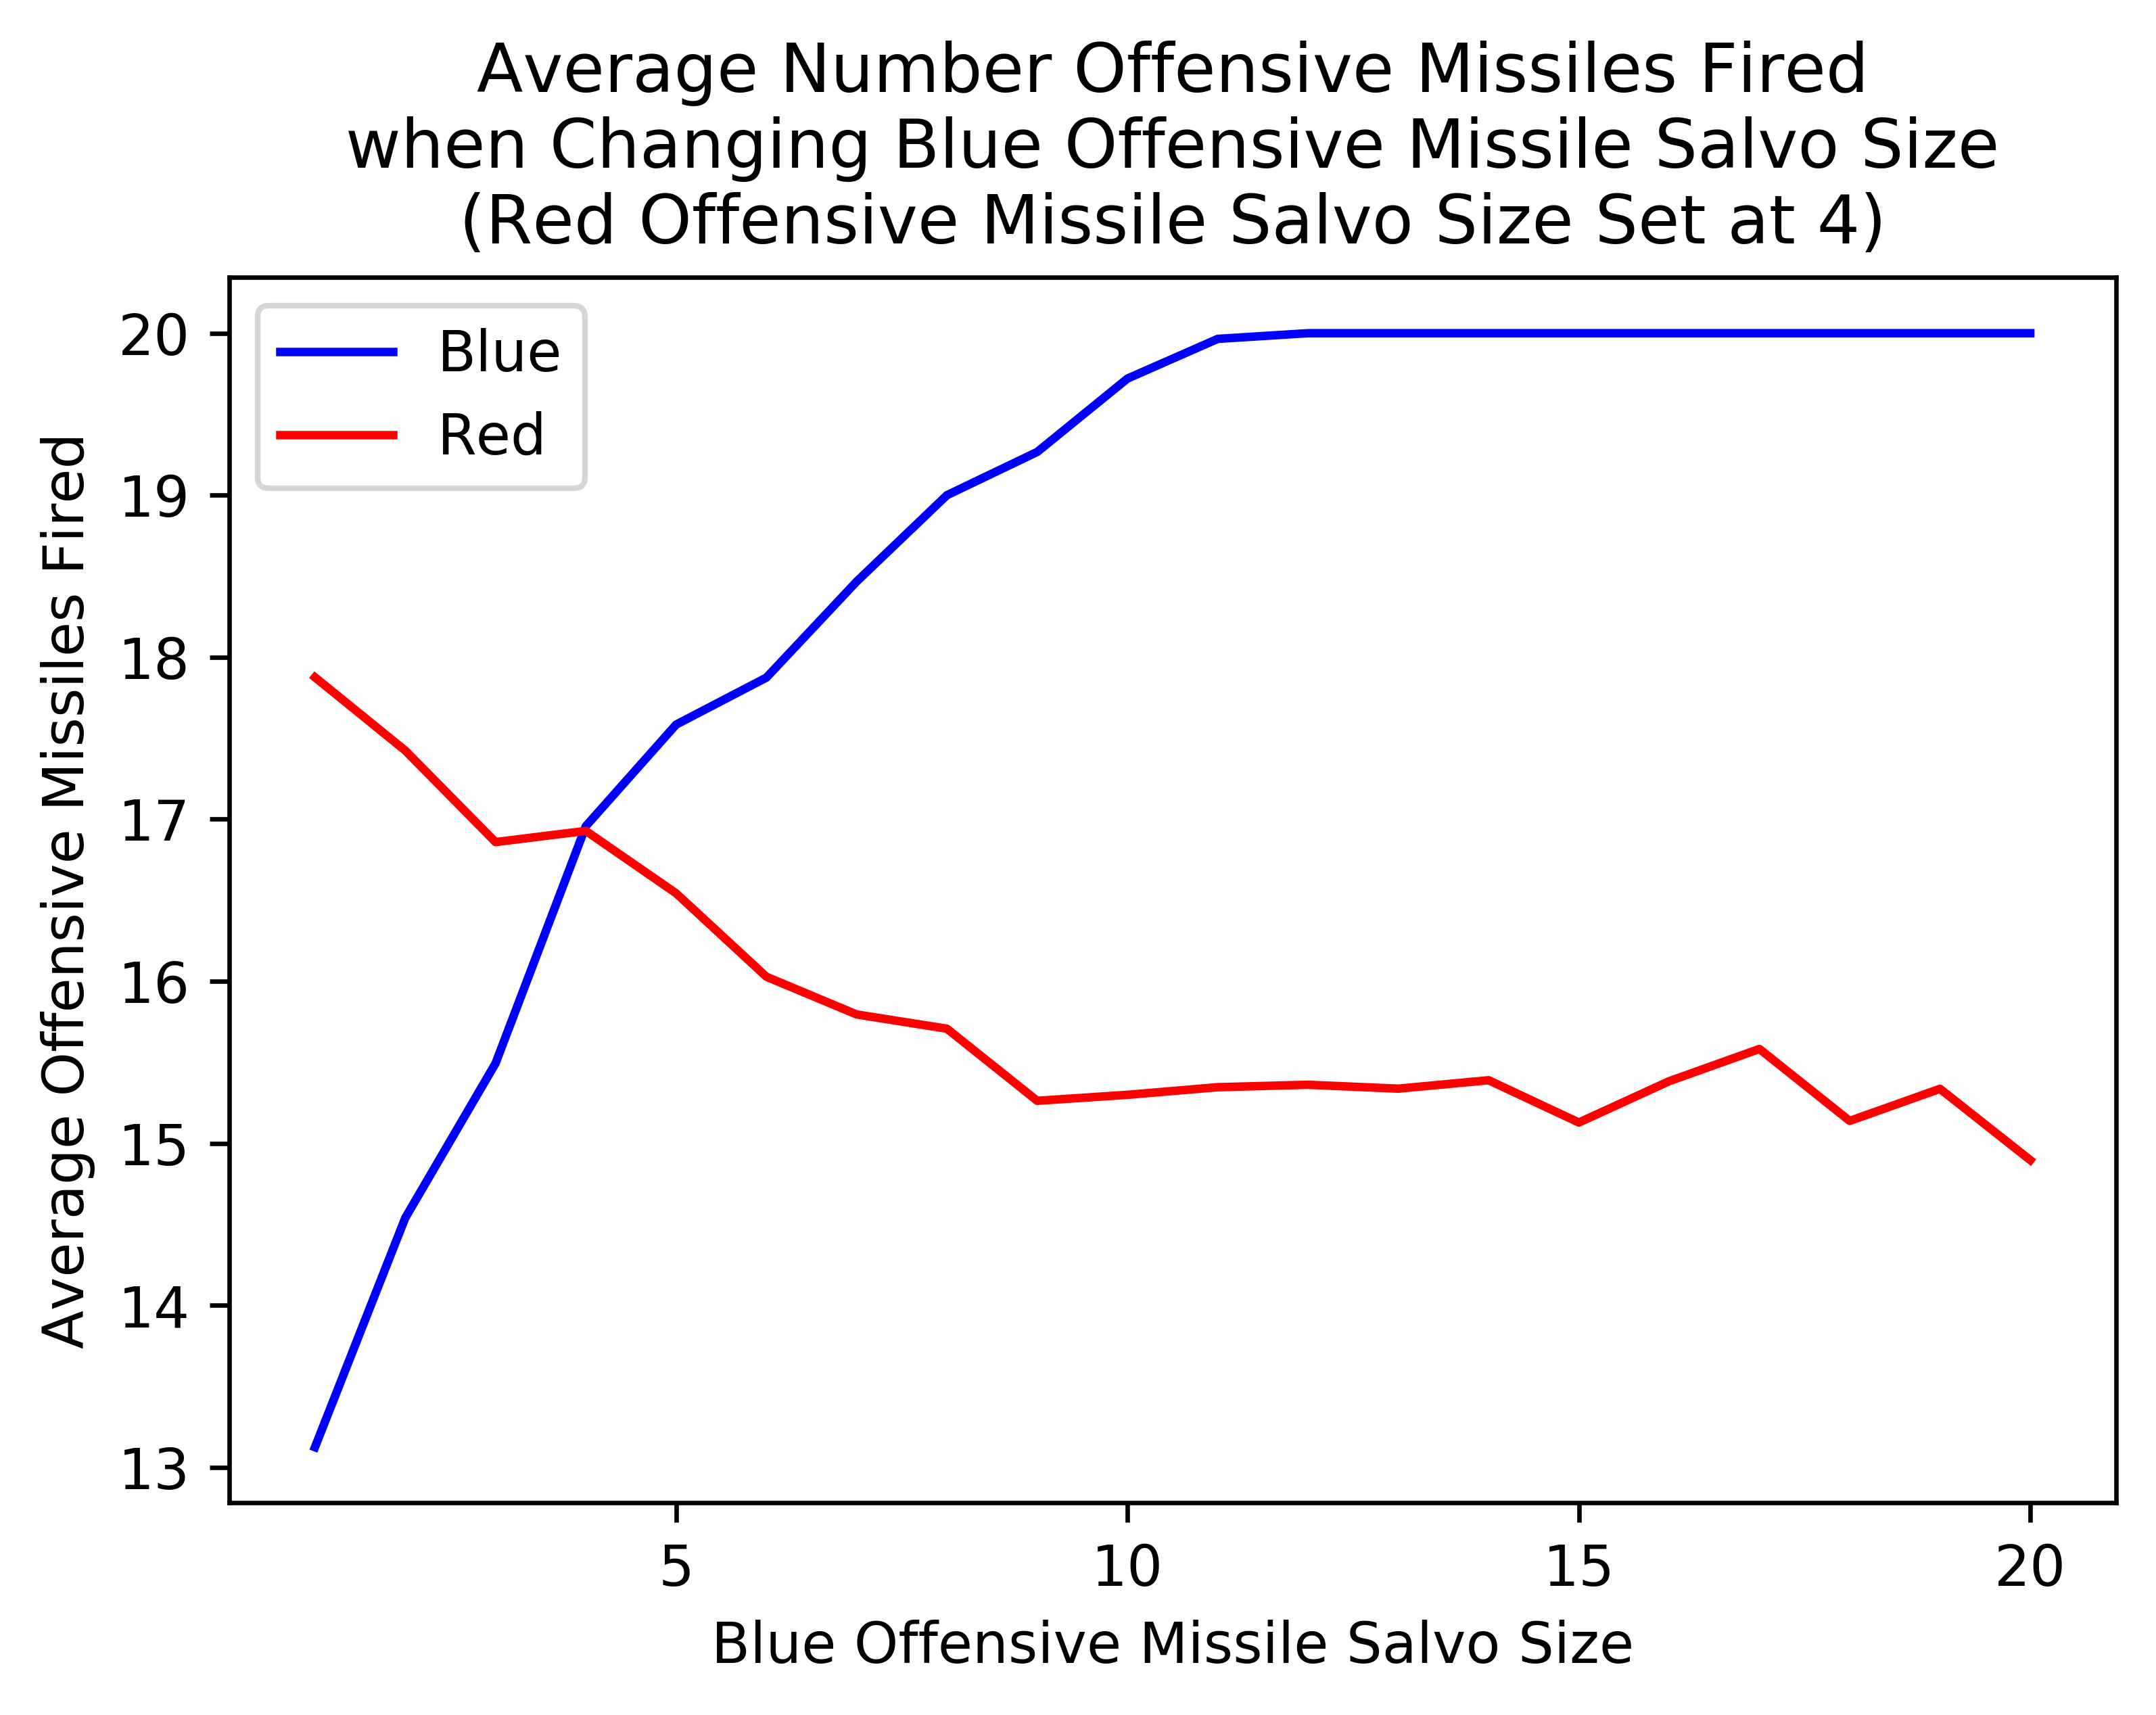 Average Number Offensive Missiles Fired
when Changing Blue Offensive Missile Salvo Size
(Red Offensive Missile Salvo Size Set at 4)
Blue
Red
Average Offensive Missiles Fired
20
19
18
17
16
15
14
13
5
10
15
20
Blue Offensive Missile Salvo Size